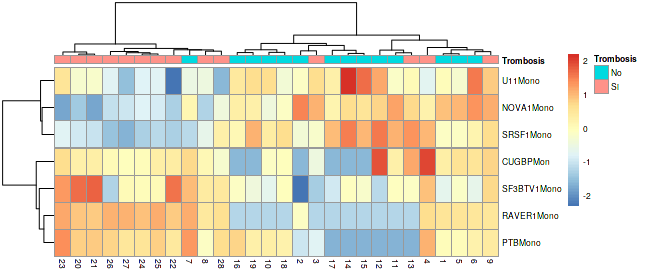 Trombosis
U11Mono
NOVA1Mono
SRSF1Mono
CUGBPMon
SF3BTV1Mono
RAVER1Mono
PTBMono
23 20 21 26 27 24 25 22 7 8 28 16 19 10 18 2 3 17 14 15 12 11 13 4 1 5 6 9
2
1
0
-1
-2
Trombosis
No
SI